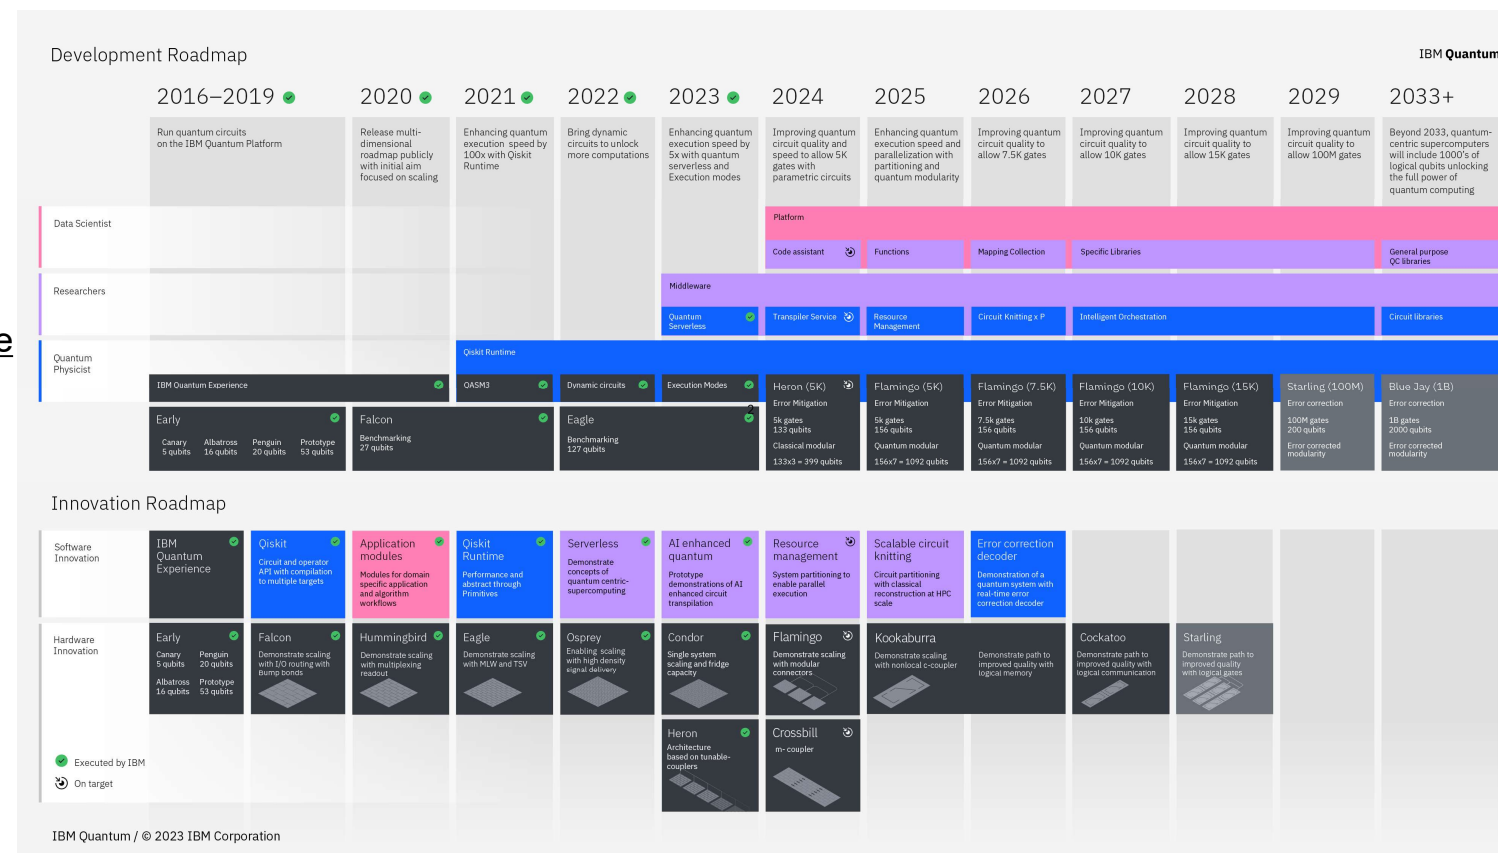 Development Roadmap
IBM Quantum
2016–2019
2020
2021
2022
2023
2024
2025
2026
2027
2028
2029
2033+
Run quantum circuits
on the IBM Quantum Platform
Release multi-
dimensional
roadmap publicly
with initial aim
focused on scaling
Enhancing quantum
execution speed by
100x with Qiskit
Runtime
Bring dynamic
circuits to unlock
more computations
Enhancing quantum
execution speed by
5x with quantum
serverless and
Execution modes
Improving quantum
circuit quality and
speed to allow 5K
gates with
parametric circuits
Enhancing quantum
execution speed and
parallelization with
partitioning and
quantum modularity
Improving quantum
circuit quality to
allow 7.5K gates
Improving quantum
circuit quality to
allow 10K gates
Improving quantum
circuit quality to
allow 15K gates
Improving quantum
circuit quality to
allow 100M gates
Beyond 2033, quantum-
centric supercomputers
will include 1000's of
logical qubits unlocking
the full power of
quantum computing
Data Scientist
Platform
Code assistant
Functions
Mapping Collection
Specific Libraries
General purpose
QC libraries
Researchers
Middleware
Quantum
Serverless
Transpiler Service
Resource
Management
Circuit Knitting x P
Intelligent Orchestration
Circuit libraries
e
Quantum
Physicist
Qiskit Runtime
IBM Quantum Experience
QASM3
Dynamic circuits
Execution Modes
Heron (5K)
Error Mitigation
5k gates
133 qubits
Classical modular
133x3 = 399 qubits
Flamingo (5K)
Error Mitigation
5k gates
156 qubits
Quantum modular
156x7 = 1092 qubits
Flamingo (7.5K)
Error Mitigation
7.5k gates
156 qubits
Quantum modular
156x7 = 1092 qubits
Flamingo (10K)
Error Mitigation
10k gates
156 qubits
Quantum modular
156x7 = 1092 qubits
Flamingo (15K)
Error Mitigation
15k gates
156 qubits
Quantum modular
156x7 = 1092 qubits
Starling (100M)
Error correction
100M gates
200 qubits
Error corrected
modularity
Blue Jay (1B)
Error correction
1B gates
2000 qubits
Error corrected
modularity
Early
Canary
5 qubits
Albatross
16 qubits
Penguin
20 qubits
Prototype
53 qubits
Falcon
Benchmarking
27 qubits
Eagle
Benchmarking
127 qubits
2
Innovation Roadmap
Software
Innovation
IBM
Quantum
Experience
Qiskit
Circuit and operator
API with compilation
to multiple targets
Application
modules
Modules for domain
specific application
and algorithm
workflows
Qiskit
Runtime
Performance and
abstract through
Primitives
Serverless
Demonstrate
concepts of
quantum centric-
supercomputing
AI enhanced
quantum
Prototype
demonstrations of AI
enhanced circuit
transpilation
Resource
management
System partitioning to
enable parallel
execution
Scalable circuit
knitting
Circuit partitioning
with classical
reconstruction at HPC
scale
Error correction
decoder
Demonstration of a
quantum system with
real-time error
correction decoder
Hardware
Innovation
Early
Canary
5 qubits
Penguin
20 qubits
Albatross
16 qubits
Prototype
53 qubits
Falcon
Demonstrate scaling
with I/O routing with
Bump bonds
Hummingbird
Demonstrate scaling
with multiplexing
readout
Eagle
Demonstrate scaling
with MLW and TSV
Osprey
Enabling scaling
with high density
signal delivery
Condor
Single system
scaling and fridge
capacity
Flamingo
Demonstrate scaling
with modular
connectors
Kookaburra
Demonstrate scaling
with nonlocal c-coupler
Demonstrate path to
improved quality with
logical memory
Cockatoo
Demonstrate path to
improved quality with
logical communication
Starling
Demonstrate path to
improved quality
with logical gates
Heron
Architecture
based on tunable-
couplers
Crossbill
m- coupler
Executed by IBM
On target
IBM Quantum / © 2023 IBM Corporation